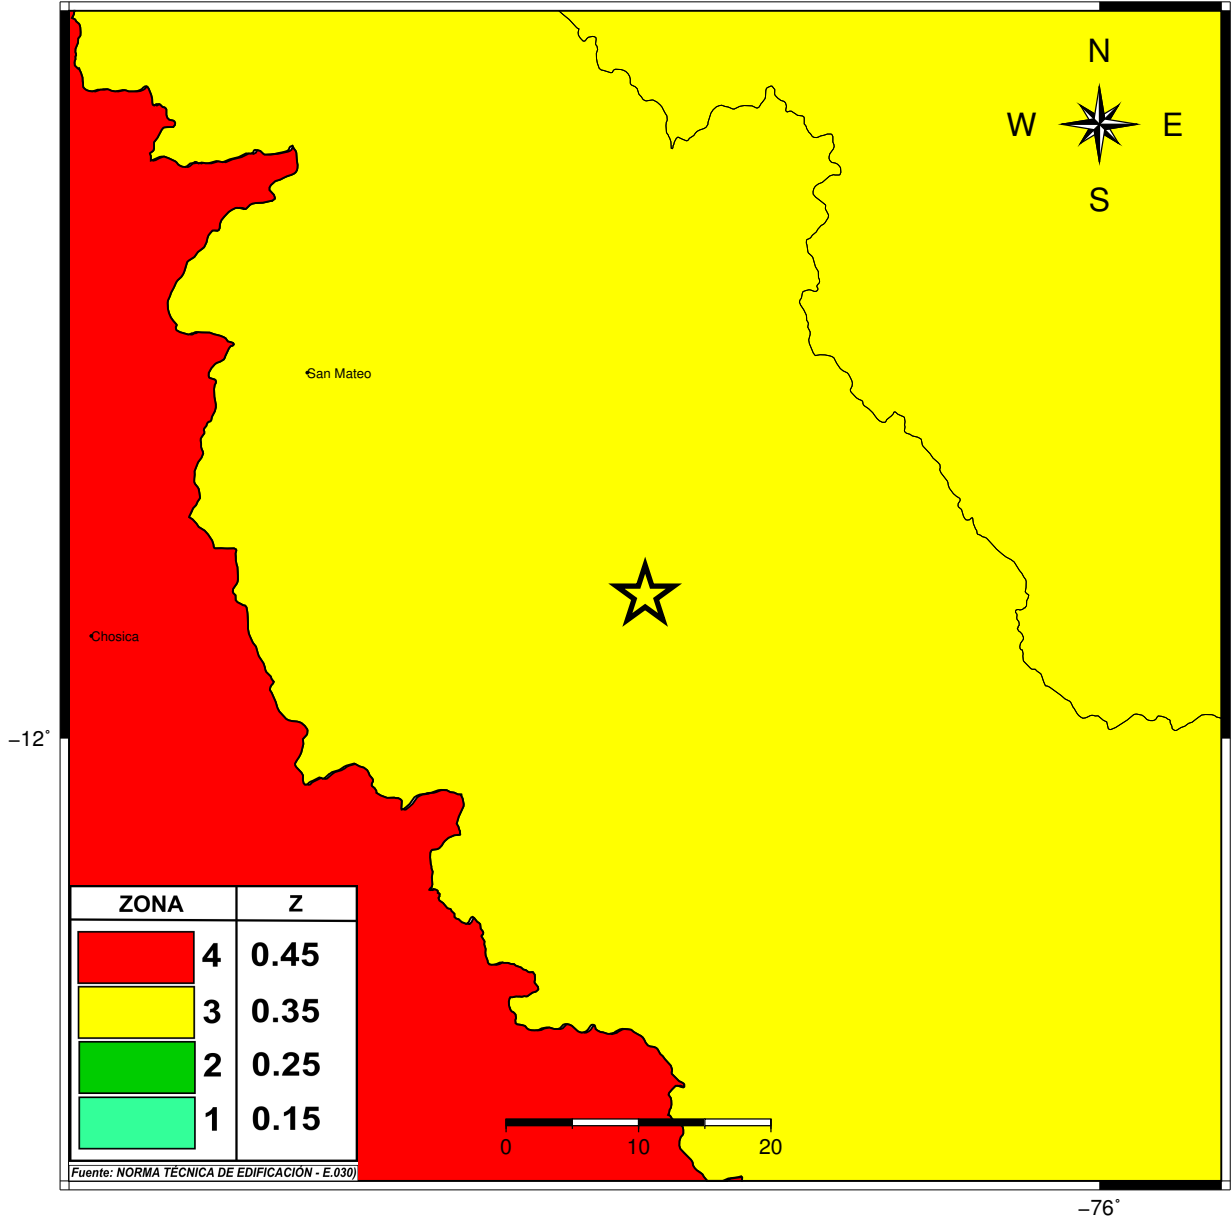 N
W E
S
San Mateo
Chosica
−12˚
ZONA Z
4 0.45
3 0.35
2 0.25
1 0.15
Fuente: NORMA TÉCNICA DE EDIFICACIÓN - E.030)
0 10 20
−76˚